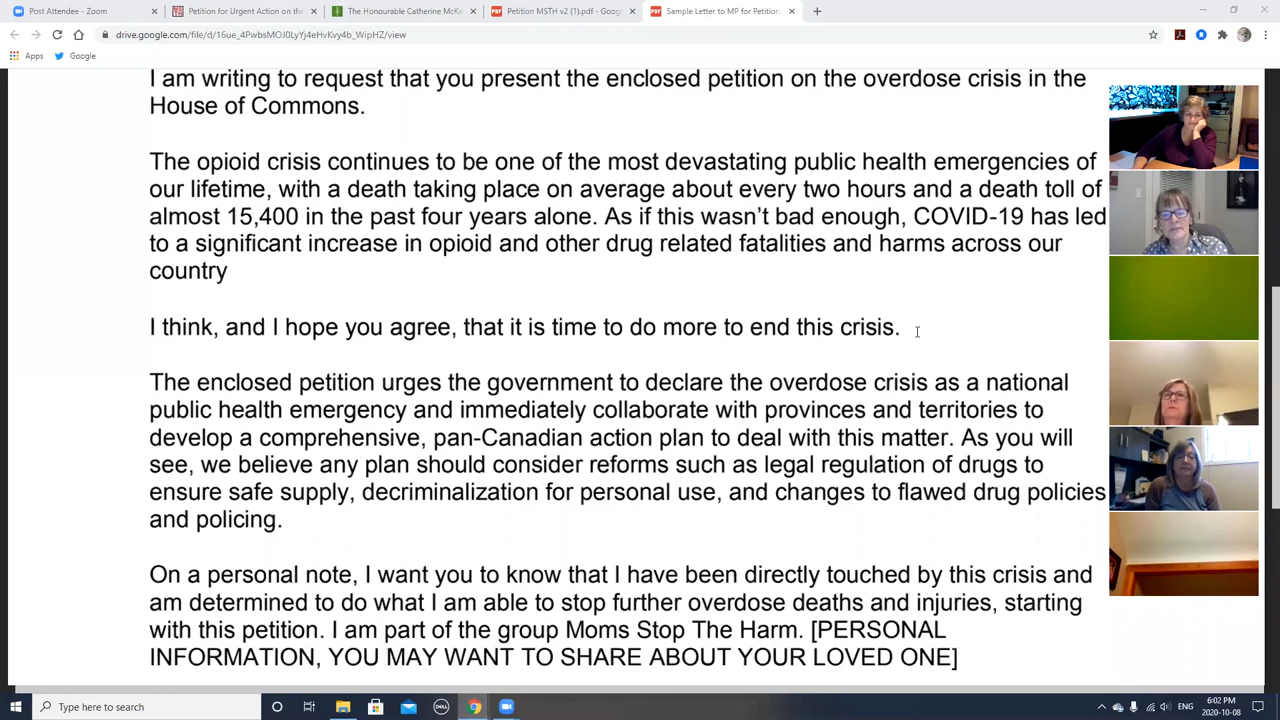 Post Attendee - Zoom
Petition for Urgent Action on the
The Honourable Catherine McKe
Petition MSTH v2 (1).pdf - Googl
Sample Letter to MP for Petition.
drive.google.com/file/d/16ue_4PwbsMOJ0LyYj4eHvKvy4b_WipHZ/view
Apps
Google
I am writing to request that you present the enclosed petition on the overdose crisis in the
House of Commons.
The opioid crisis continues to be one of the most devastating public health emergencies of
our lifetime, with a death taking place on average about every two hours and a death toll of
almost 15,400 in the past four years alone. As if this wasn't bad enough, COVID-19 has led
to a significant increase in opioid and other drug related fatalities and harms across our
country
I think, and I hope you agree, that it is time to do more to end this crisis.
The enclosed petition urges the government to declare the overdose crisis as a national
public health emergency and immediately collaborate with provinces and territories to
develop a comprehensive, pan-Canadian action plan to deal with this matter. As you will
see, we believe any plan should consider reforms such as legal regulation of drugs to
ensure safe supply, decriminalization for personal use, and changes to flawed drug policies
and policing.
On a personal note, I want you to know that I have been directly touched by this crisis and
am determined to do what I am able to stop further overdose deaths and injuries, starting
with this petition. I am part of the group Moms Stop The Harm. [PERSONAL
INFORMATION, YOU MAY WANT TO SHARE ABOUT YOUR LOVED ONE]
Type here to search
DELL
ENG
6:02 PM
2020-10-08